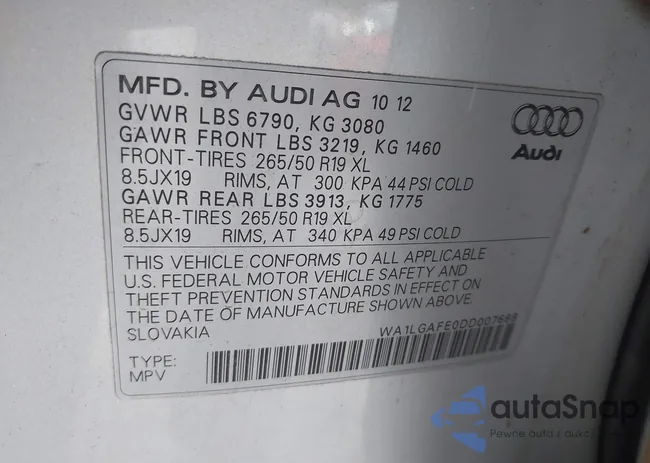 MFD. BY AUDI AG 10 12
GVWR LBS 6790, KG 3080
GAWR FRONT LBS 3219, KG 1460
FRONT-TIRES 265/50 R19 XL
8.5JX19 RIMS, AT 300 KPA 44 PSI COLD
GAWR REAR LBS 3913, KG 1775
REAR-TIRES 265/50 R19 XL
8.5JX19 RIMS, AT 340 KPA 49 PSI COLD
Audi
THIS VEHICLE CONFORMS TO ALL APPLICABLE
U.S. FEDERAL MOTOR VEHICLE SAFETY AND
THEFT PREVENTION STANDARDS IN EFFECT ON
THE DATE OF MANUFACTURE SHOWN ABOVE.
SLOVAKIA
TYPE:
MPV
autaSnap
Pewne auta z aukcji